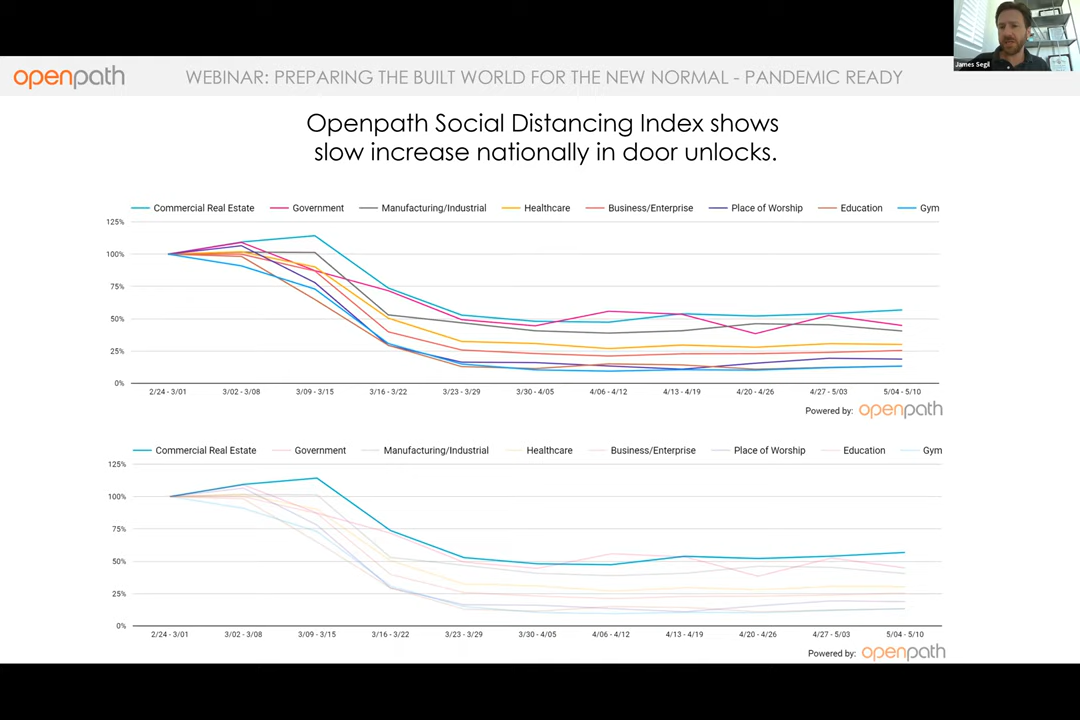 James Segil
openpath
WEBINAR: PREPARING THE BUILT WORLD FOR THE NEW NORMAL - PANDEMIC READY
Openpath Social Distancing Index shows
slow increase nationally in door unlocks.
Commercial Real Estate Government Manufacturing/Industrial Healthcare Business/Enterprise Place of Worship Education Gym
125%
100%
75%
50%
25%
0%
2/24 - 3/01 3/02 - 3/08 3/09 - 3/15 3/16 - 3/22 3/23 - 3/29 3/30 - 4/05 4/06 - 4/12 4/13 - 4/19 4/20 - 4/26 4/27 - 5/03 5/04 - 5/10
Powered by: openpath
Commercial Real Estate Government Manufacturing/Industrial Healthcare Business/Enterprise Place of Worship Education Gym
125%
100%
75%
50%
25%
0%
2/24 - 3/01 3/02 - 3/08 3/09 - 3/15 3/16 - 3/22 3/23 - 3/29 3/30 - 4/05 4/06 - 4/12 4/13 - 4/19 4/20 - 4/26 4/27 - 5/03 5/04 - 5/10
Powered by: openpath